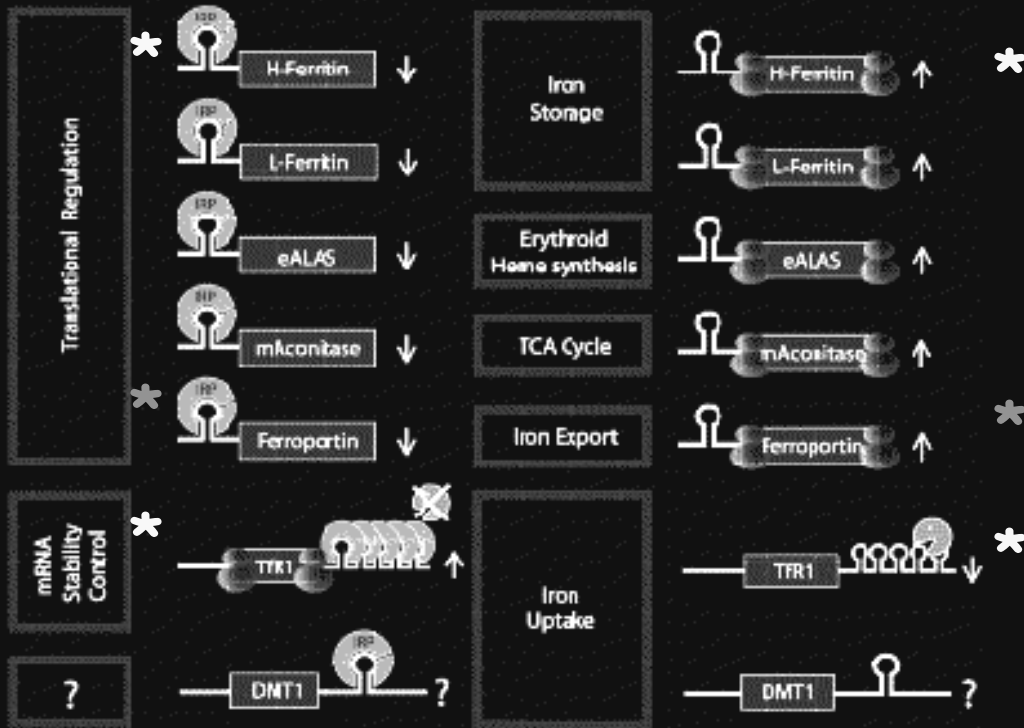 Translational Regulation
IRP
H-Ferritin
↓
IRP
L-Ferritin
↓
IRP
eALAS
↓
IRP
mAconitase
↓
IRP
Ferroportin
↓
Iron
Storage
Erythroid
Heme synthesis
TCA Cycle
Iron Export
H-Ferritin
↑
L-Ferritin
↑
eALAS
↑
mAconitase
↑
Ferroportin
↑
mRNA
Stability
Control
TFR1
↑
Iron
Uptake
TFR1
↓
?
DMT1
IRP
?
DMT1
?